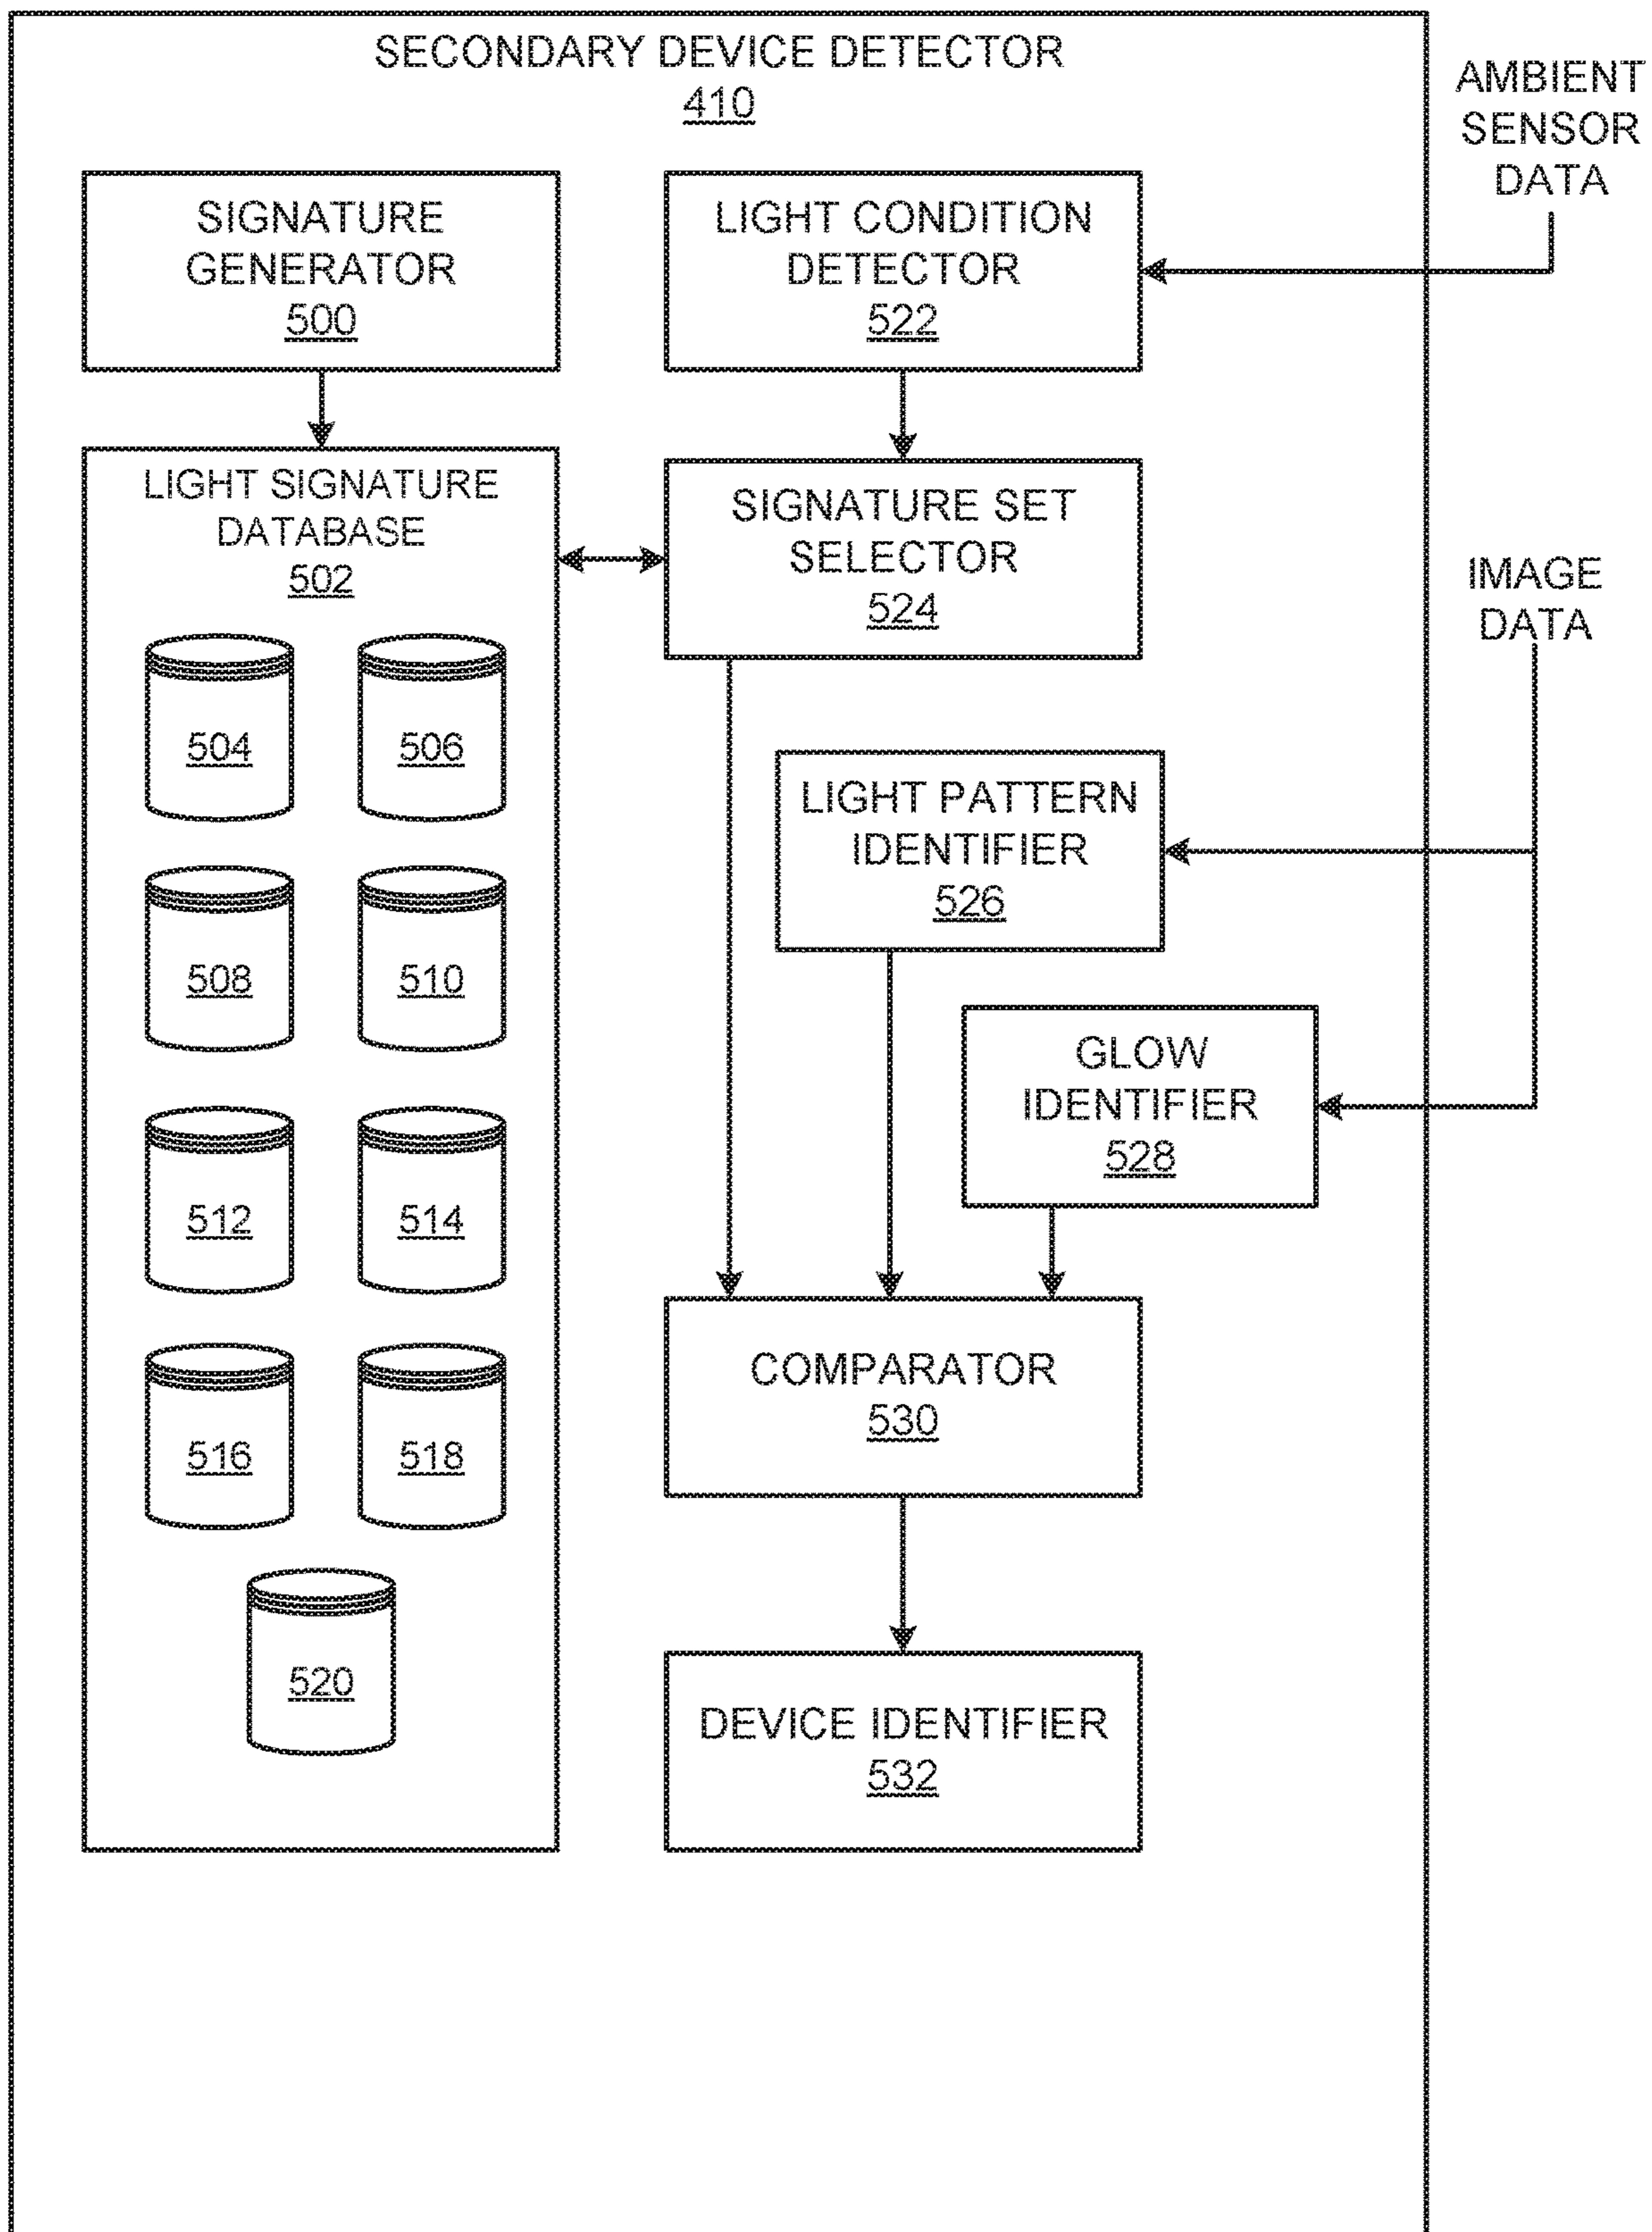 SECONDARY DEVICE DETECTOR
410
AMBIENT
SENSOR
DATA
SIGNATURE
GENERATOR
500
LIGHT CONDITION
DETECTOR
522
LIGHT SIGNATURE
DATABASE
502
SIGNATURE SET
SELECTOR
524
IMAGE
DATA
504
506
LIGHT PATTERN
IDENTIFIER
526
508
510
GLOW
IDENTIFIER
528
512
514
COMPARATOR
530
516
518
520
DEVICE IDENTIFIER
532